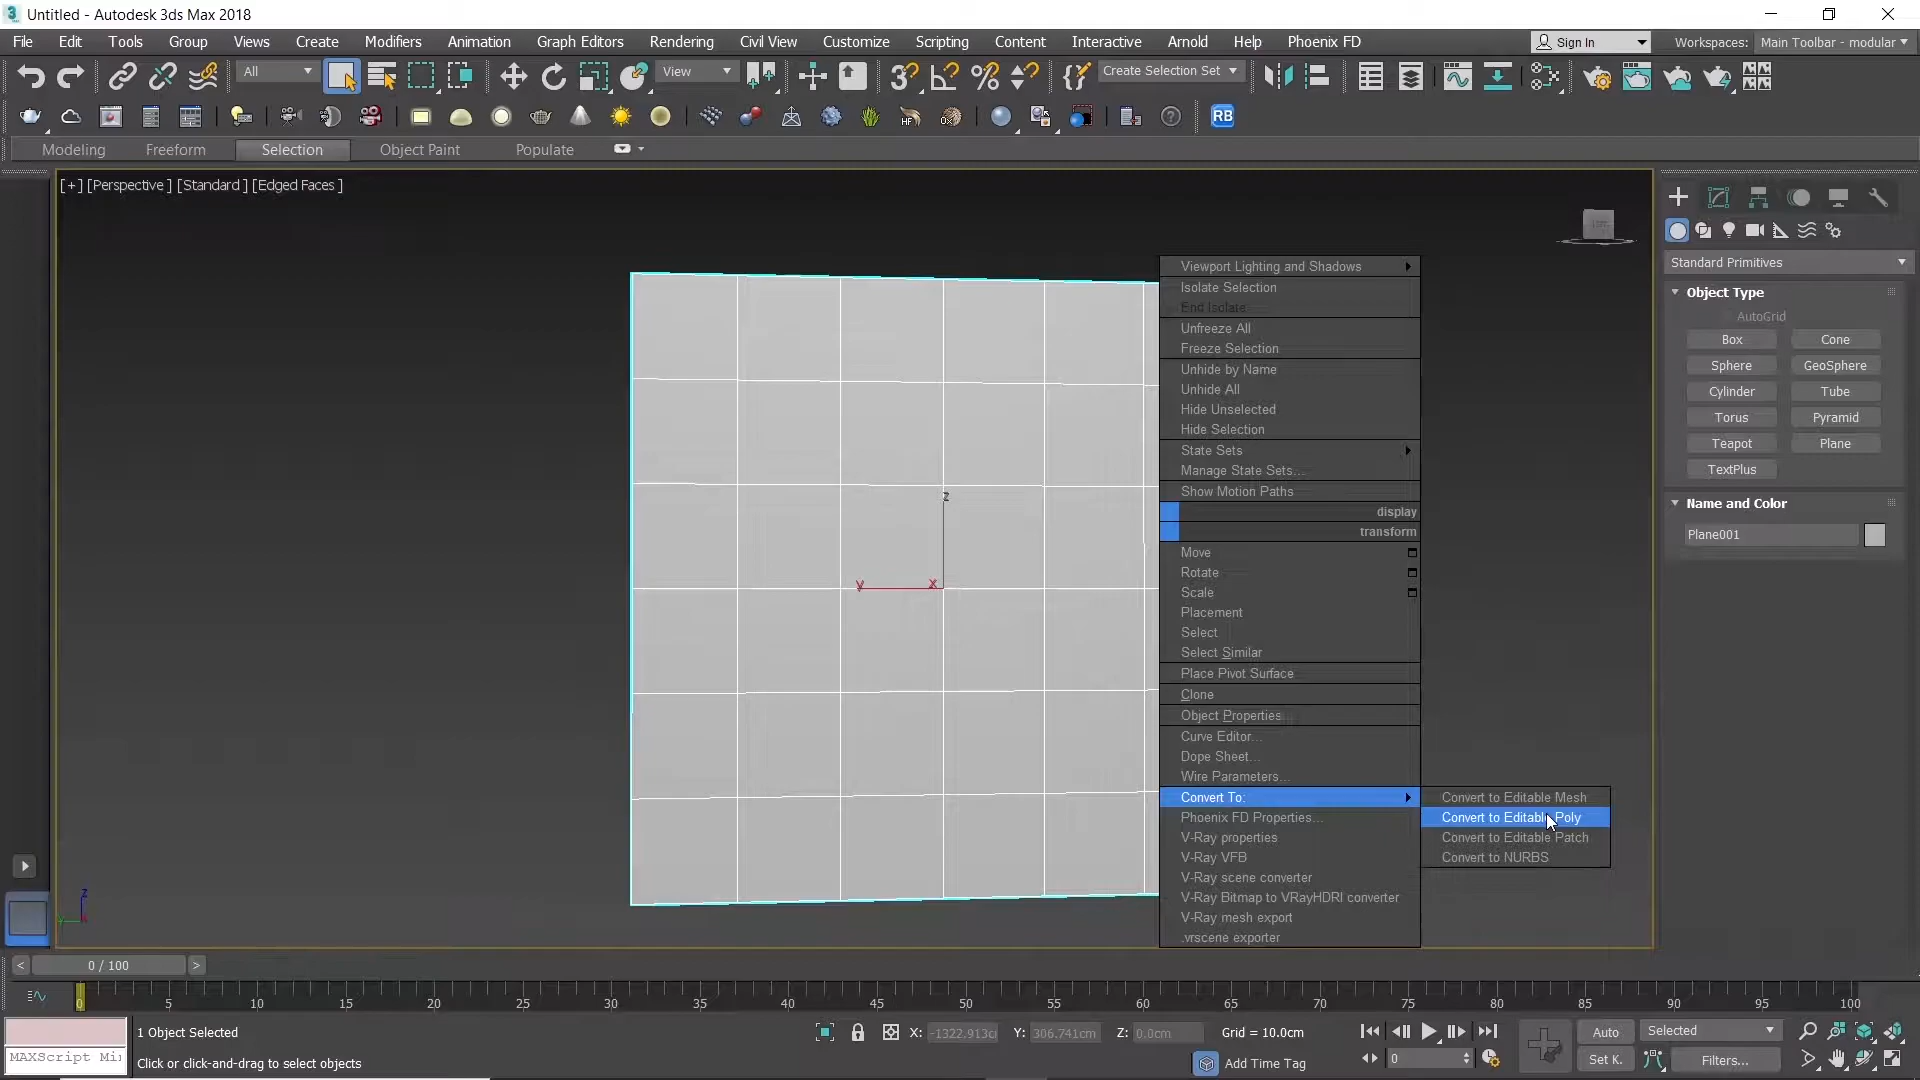 Untitled - Autodesk 3ds Max 2018
File Edit Tools Group Views Create Modifiers Animation Graph Editors Rendering Civil View Customize Scripting Content Interactive Arnold Help Phoenix FD Sign In Workspaces: Main Toolbar - modular
All View Create Selection Set
RB
Modeling Freeform Selection Object Paint Populate
[+] [Perspective ] [Standard ] [Edged Faces ]
Standard Primitives
Object Type
AutoGrid
Box Cone
Sphere GeoSphere
Cylinder Tube
Torus Pyramid
Teapot Plane
TextPlus
Name and Color
Plane001
Viewport Lighting and Shadows
Isolate Selection
End Isolate
Unfreeze All
Freeze Selection
Unhide by Name
Unhide All
Hide Unselected
Hide Selection
State Sets
Manage State Sets...
Show Motion Paths
display
transform
Move
Rotate
Scale
Placement
Select
Select Similar
Place Pivot Surface
Clone
Object Properties...
Curve Editor...
Dope Sheet...
Wire Parameters...
Convert To:
Phoenix FD Properties...
V-Ray properties
V-Ray VFB
V-Ray scene converter
V-Ray Bitmap to VRayHDRI converter
V-Ray mesh export
.vrscene exporter
Convert to Editable Mesh
Convert to Editable Poly
Convert to Editable Patch
Convert to NURBS
z
y x
z
< 0 / 100 >
0 5 10 15 20 25 30 35 40 45 50 55 60 65 70 75 80 85 90 95 100
1 Object Selected
X: -1322.913c Y: 306.741cm Z: 0.0cm Grid = 10.0cm
Auto Selected
MAXScript Mi
Click or click-and-drag to select objects
Add Time Tag
0
Set K. Filters...